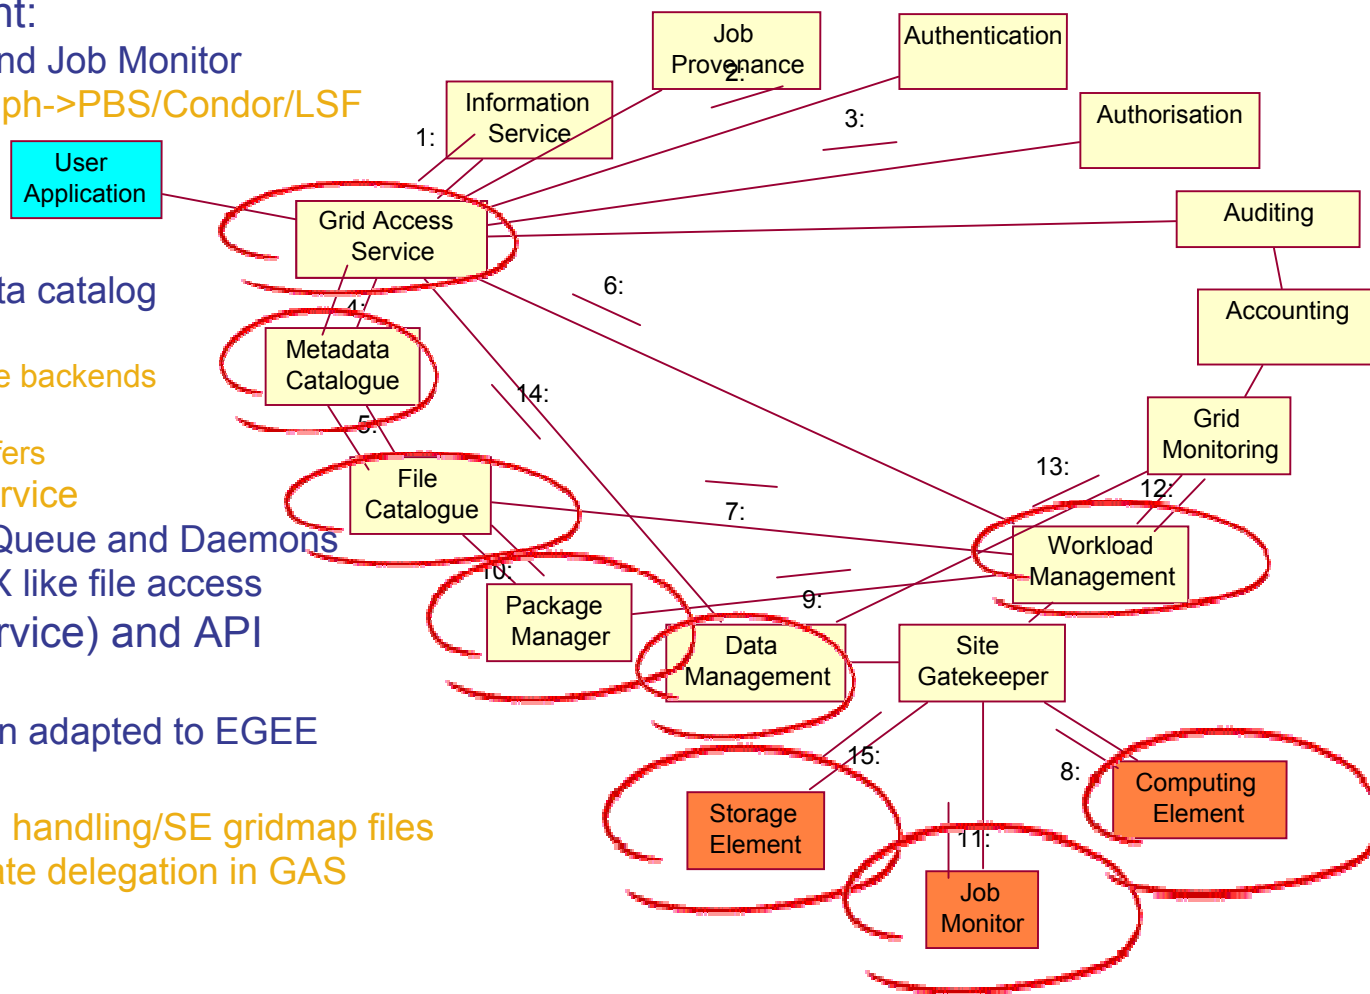 nt:
nd Job Monitor
ph->PBS/Condor/LSF
ta catalog
e backends
fers
rvice
Queue and Daemons
K like file access
rvice) and API
n adapted to EGEE
handling/SE gridmap files
ate delegation in GAS
User
Application
1:
Information
Service
Job
Provenance
2:
Authentication
3:
Authorisation
Grid Access
Service
Auditing
Accounting
6:
4:
Metadata
Catalogue
14:
5:
File
Catalogue
Grid
Monitoring
13:
12:
7:
Workload
Management
10:
Package
Manager
9:
Data
Management
Site
Gatekeeper
15:
8:
Storage
Element
Computing
Element
11:
Job
Monitor